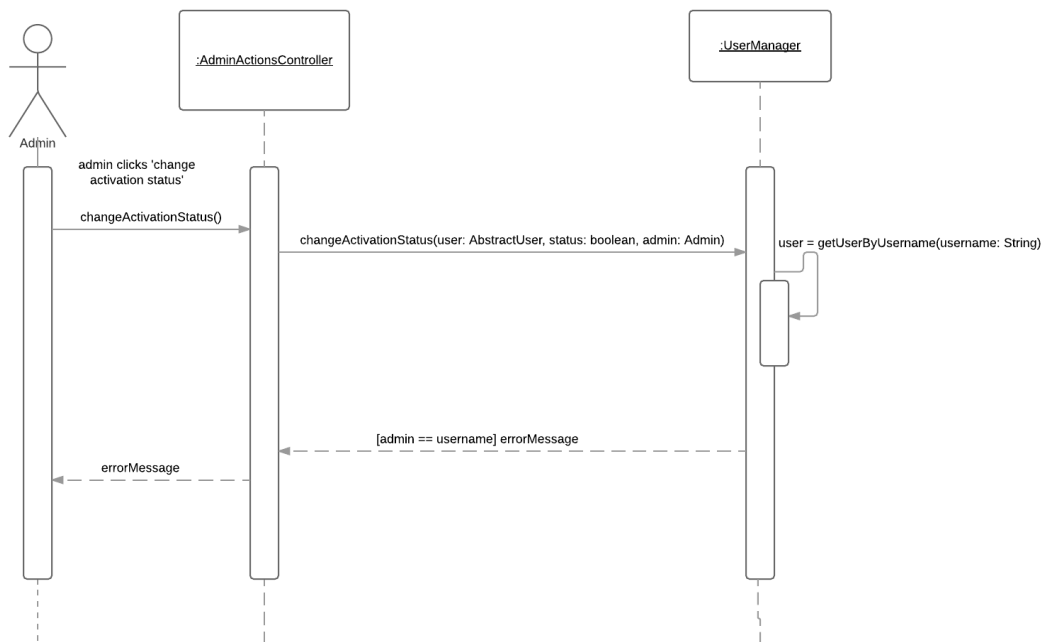 :AdminActionsController
:UserManager
Admin
admin clicks 'change
activation status'
changeActivationStatus()
changeActivationStatus(user: AbstractUser, status: boolean, admin: Admin)
user = getUserByUsername(username: String)
[admin == username] errorMessage
errorMessage